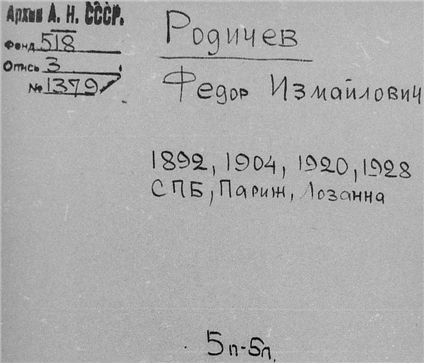 Архив А. Н. СССР.
Фонд 518
Опись 3
№ 1379
Родичев
Федор Измайлович
1892, 1904, 1920, 1928
СПБ, Париж, Лозанна
5п-5л